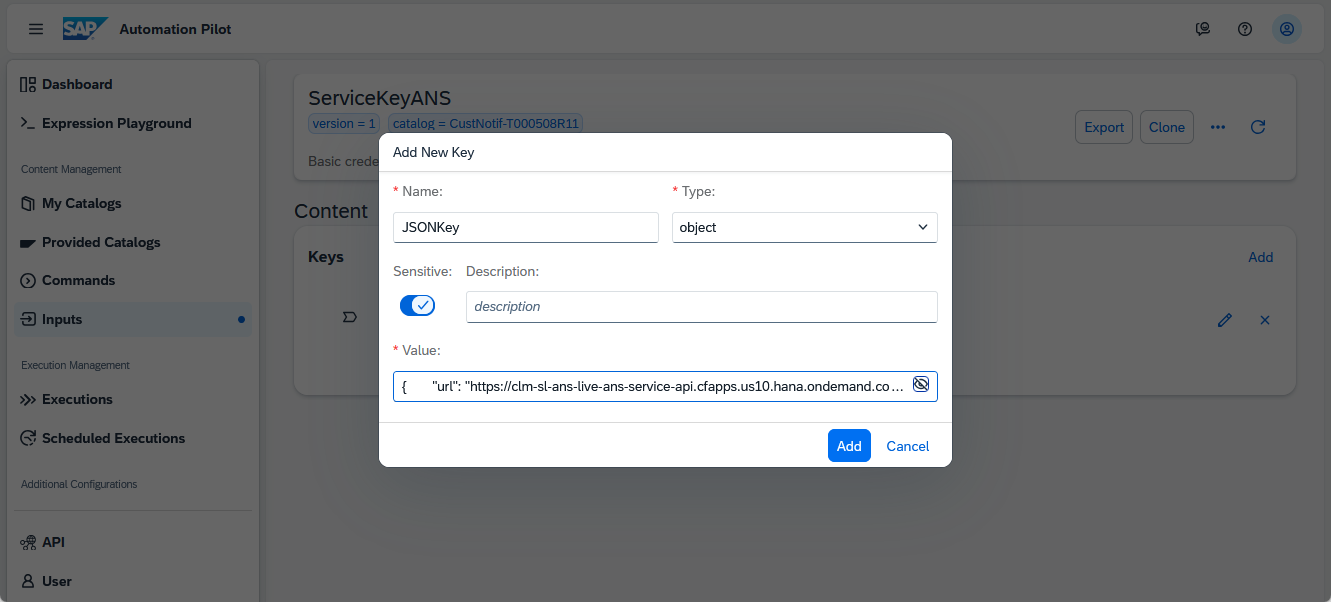 SAP Automation Pilot
Dashboard
Expression Playground
Content Management
My Catalogs
Provided Catalogs
Commands
Inputs
Execution Management
Executions
Scheduled Executions
Additional Configurations
API
User
ServiceKeyANS
version = 1 catalog = CustNotif-T000508R11
Basic crede
Export Clone
Content
Keys
Add
Add New Key
* Name: * Type:
JSONKey object
Sensitive: Description:
description
* Value:
{ "url": "https://clm-sl-ans-live-ans-service-api.cfapps.us10.hana.ondemand.co...
Add Cancel